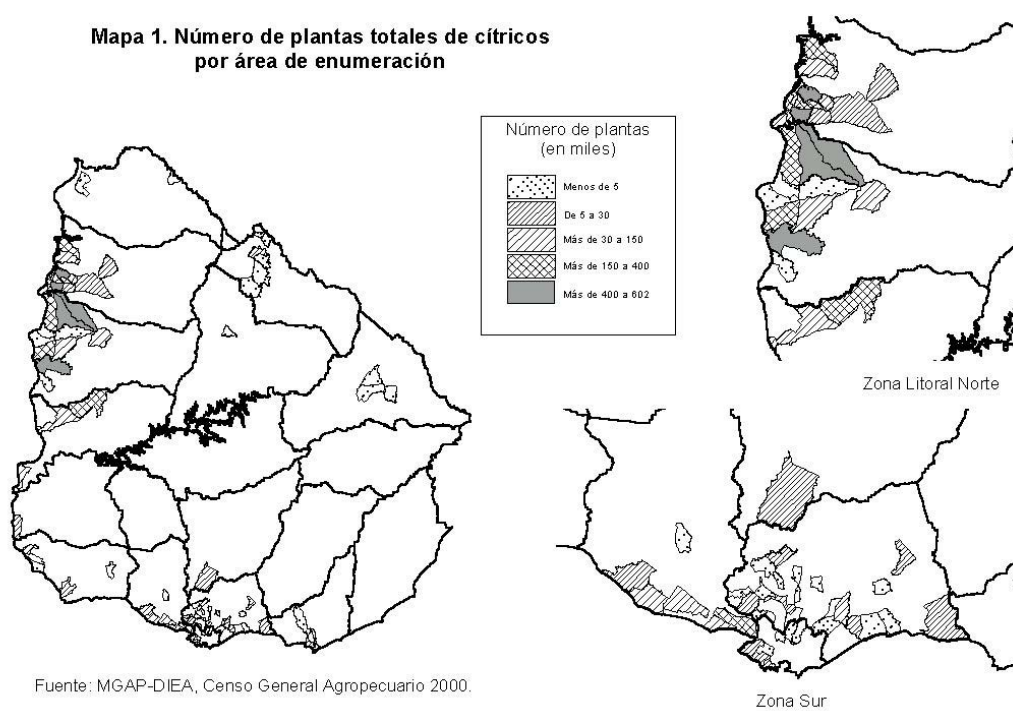 Mapa 1. Número de plantas totales de cítricos
por área de enumeración
Número de plantas
(en miles)
Menos de 5
De 5 a 30
Más de 30 a 150
Más de 150 a 400
Más de 400 a 602
Zona Litoral Norte
Zona Sur
Fuente: MGAP-DIEA, Censo General Agropecuario 2000.